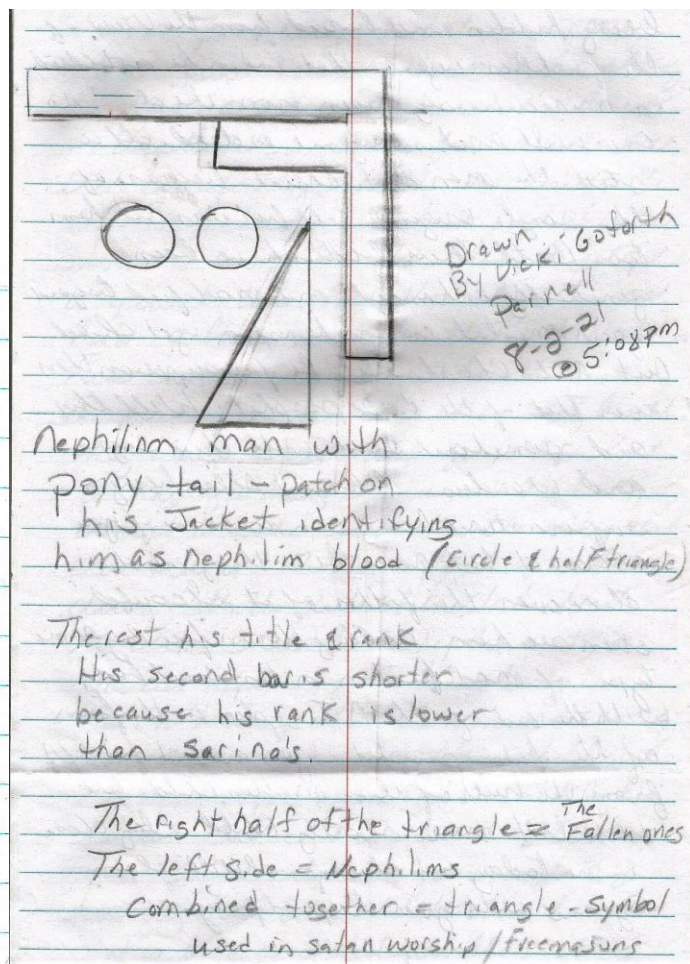 Drawn
By Vicki Goforth
Parnell
8-2-21
@ 5:08 pm
nephilim man with
pony tail - patch on
his Jacket identifying
him as nephilim blood (circle & half triangle)
The rest his title & rank
His second bar is shorter
because his rank is lower
than Sarina's.
The right half of the triangle = The Fallen ones
The left side = Nephilims
Combined together = triangle - symbol
used in satan worship / freemasons